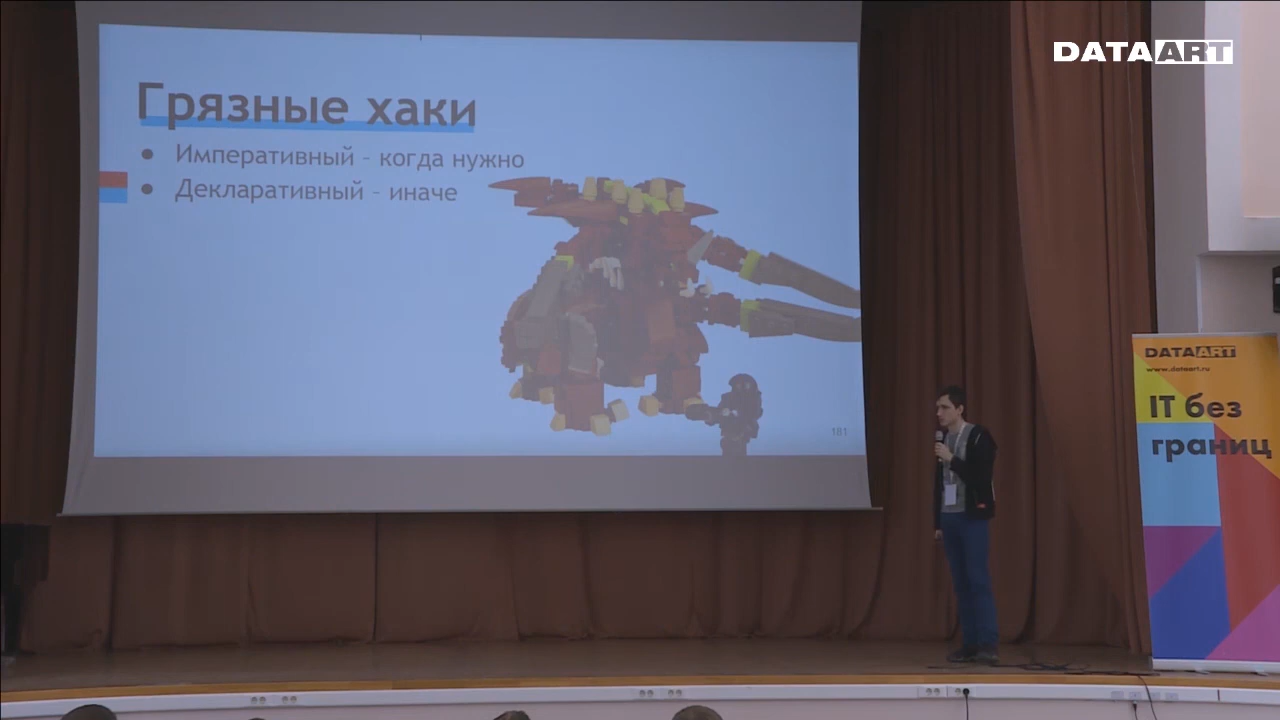 DATAART
Грязные хаки
● Императивный - когда нужно
● Декларативный - иначе
181
DATAART
www.dataart.ru
IT без
границ